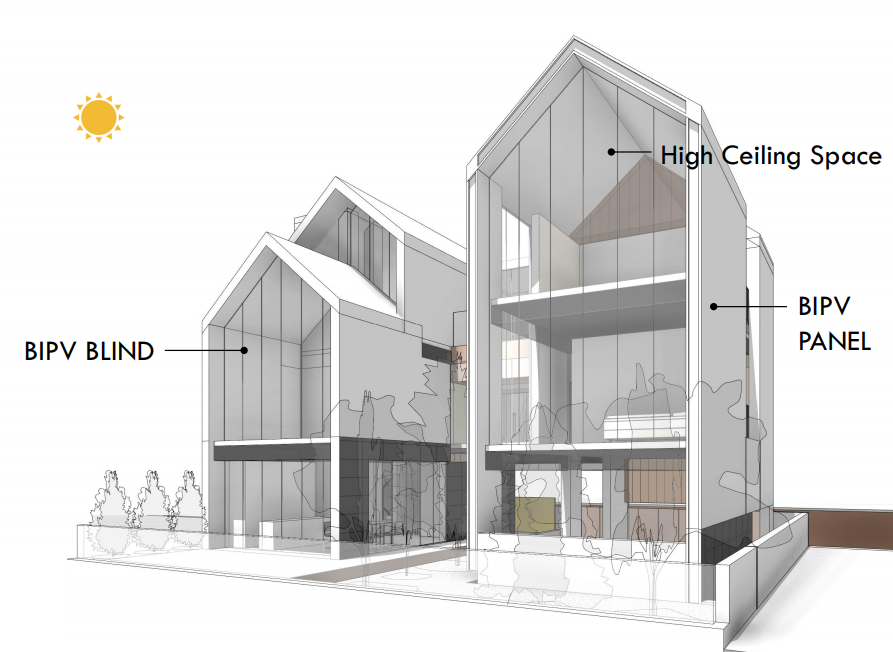 High Ceiling Space
BIPV
PANEL
BIPV BLIND